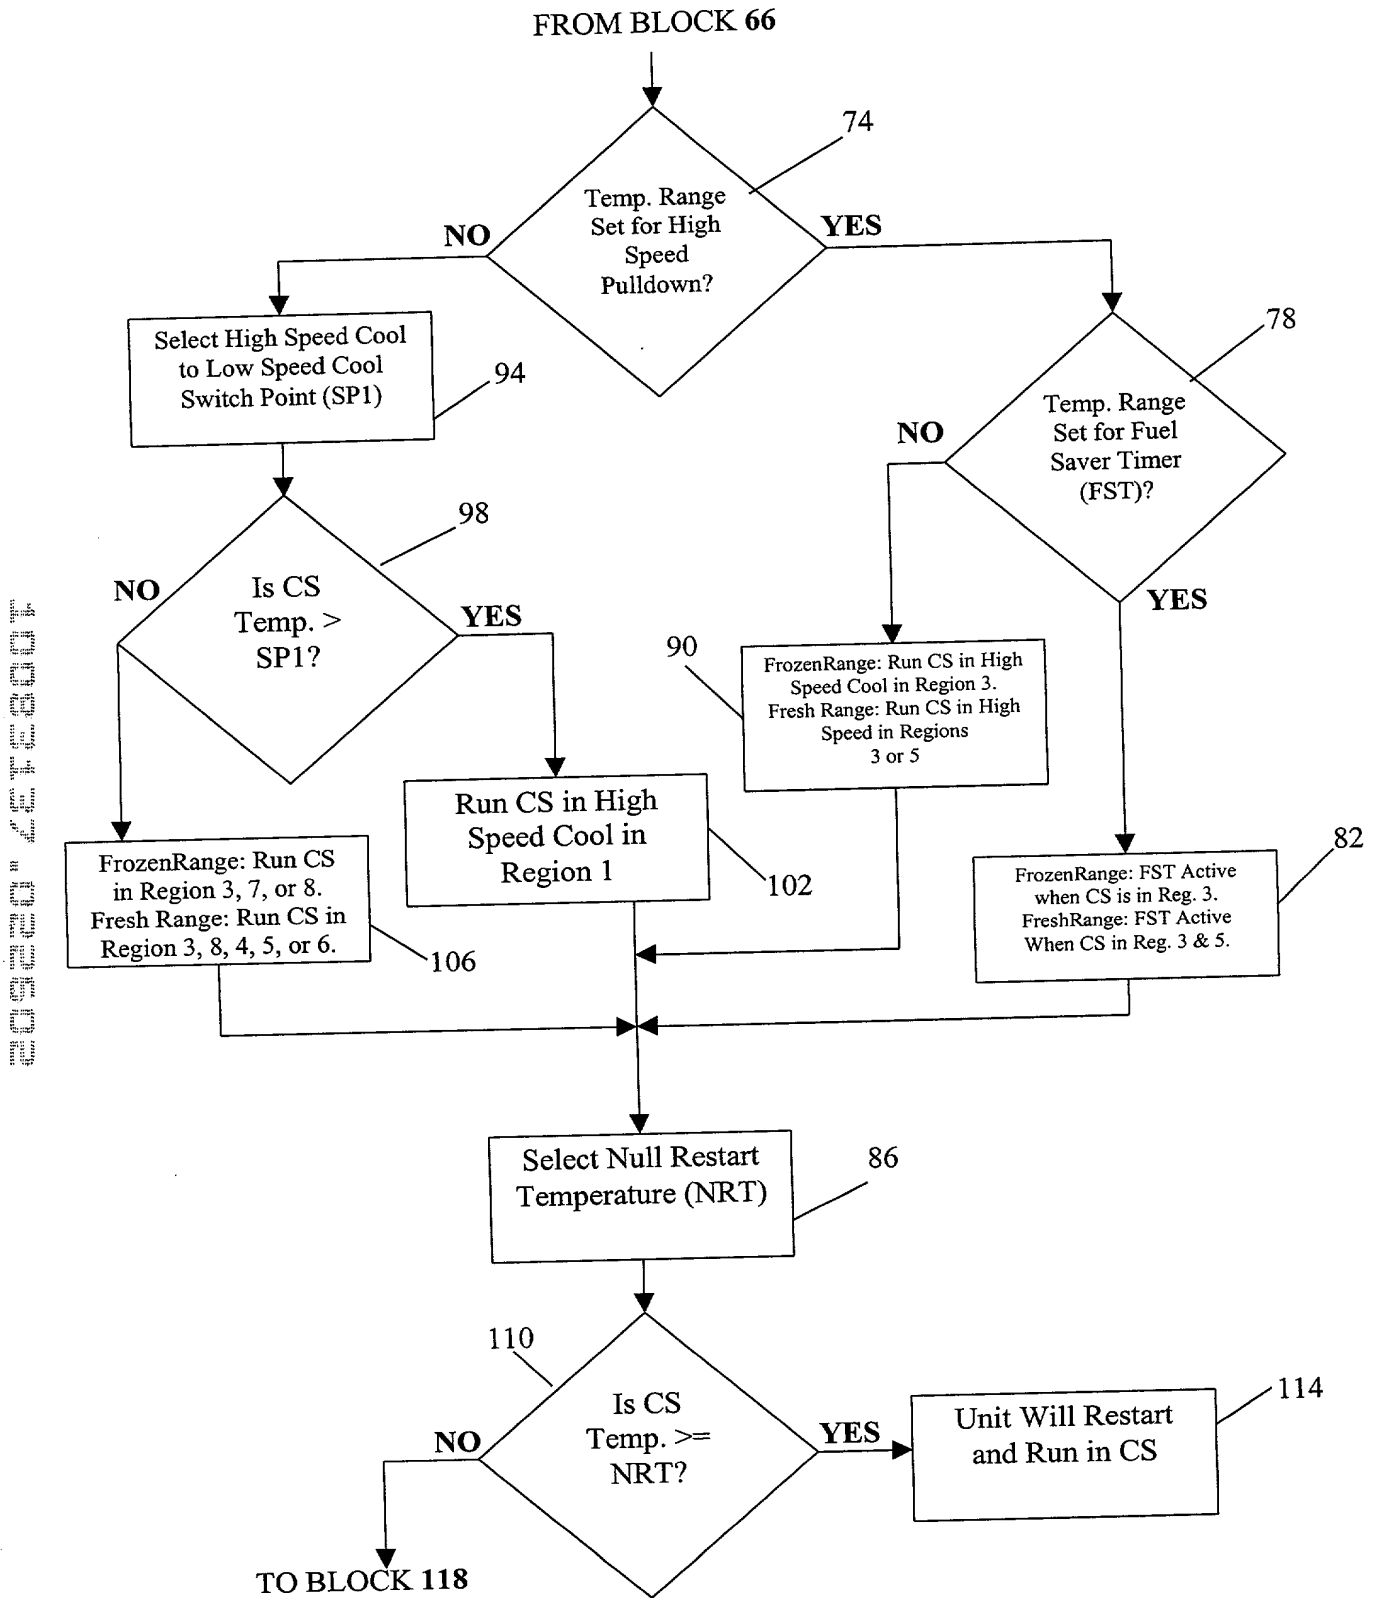 FROM BLOCK 66
74
Temp. Range
Set for High
Speed
Pulldown?
NO
YES
Select High Speed Cool
to Low Speed Cool
Switch Point (SP1)
94
78
Temp. Range
Set for Fuel
Saver Timer
(FST)?
NO
YES
98
Is CS
Temp. >
SP1?
NO
YES
90
FrozenRange: Run CS in High
Speed Cool in Region 3.
Fresh Range: Run CS in High
Speed in Regions
3 or 5
Run CS in High
Speed Cool in
Region 1
102
82
FrozenRange: FST Active
when CS is in Reg. 3.
FreshRange: FST Active
When CS in Reg. 3 & 5.
FrozenRange: Run CS
in Region 3, 7, or 8.
Fresh Range: Run CS in
Region 3, 8, 4, 5, or 6.
106
Select Null Restart
Temperature (NRT)
86
110
Is CS
Temp. >=
NRT?
NO
YES
Unit Will Restart
and Run in CS
114
TO BLOCK 118
10083137.022502